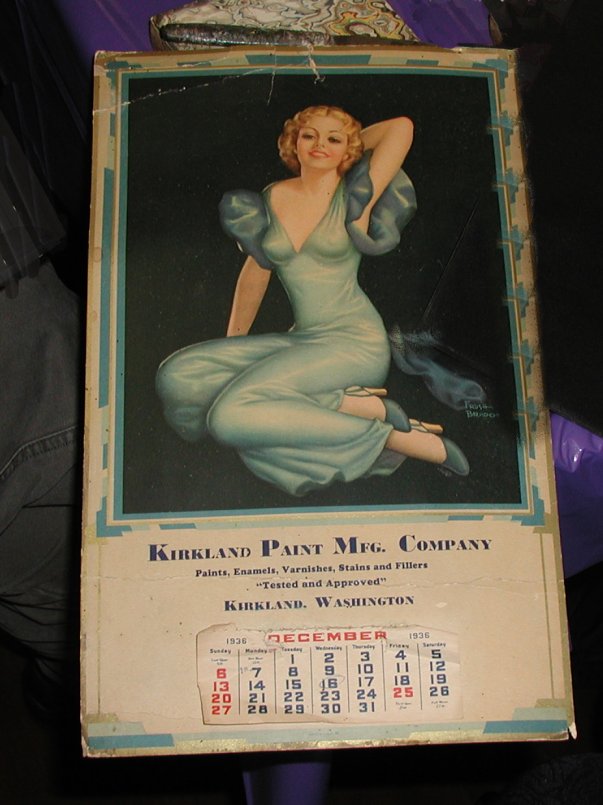 KIRKLAND PAINT MFG. COMPANY
Paints, Enamels, Varnishes, Stains and Fillers
"Tested and Approved"
KIRKLAND, WASHINGTON
1936 DECEMBER 1936
Sunday Monday Tuesday Wednesday Thursday Friday Saturday
1 2 3 4 5
6 7 8 9 10 11 12
13 14 15 16 17 18 19
20 21 22 23 24 25 26
27 28 29 30 31